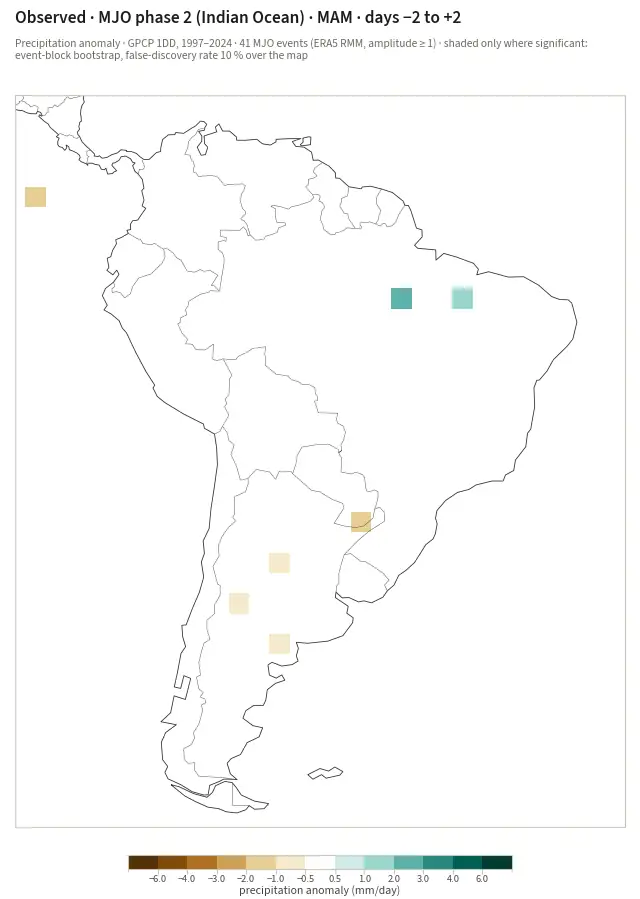 Observed · MJO phase 2 (Indian Ocean) · MAM · days −2 to +2
Precipitation anomaly · GPCP 1DD, 1997–2024 · 41 MJO events (ERA5 RMM, amplitude ≥ 1) · shaded only where significant:
event-block bootstrap, false-discovery rate 10 % over the map
−6.0 −4.0 −3.0 −2.0 −1.0 −0.5 0.5 1.0 2.0 3.0 4.0 6.0
precipitation anomaly (mm/day)